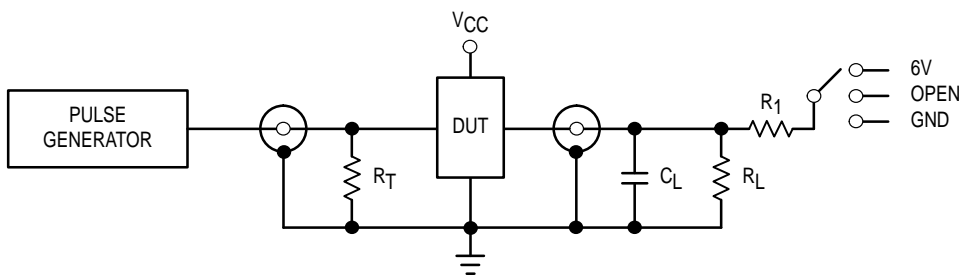 VCC
PULSE
GENERATOR
DUT
RT
CL
RL
R1
6V
OPEN
GND